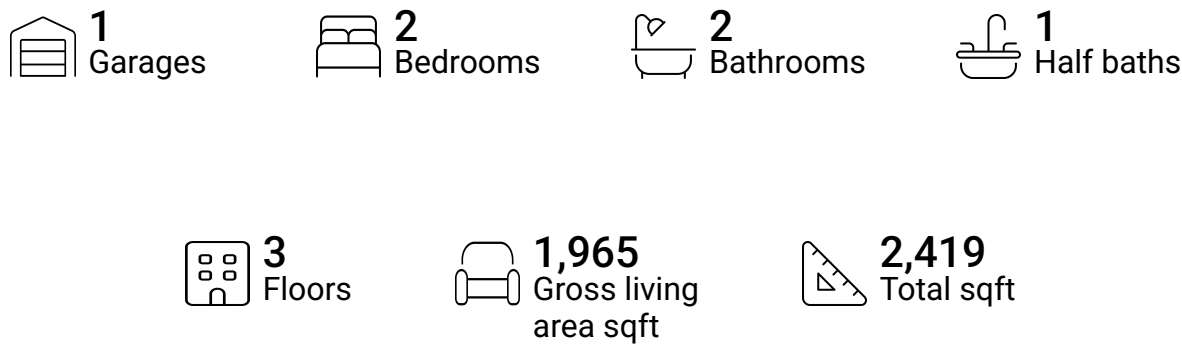 1
Garages
2
Bedrooms
2
Bathrooms
1
Half baths
3
Floors
1,965
Gross living
area sqft
2,419
Total sqft